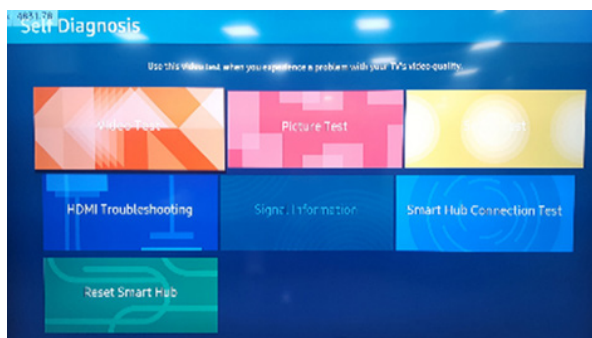 Self Diagnosis
Use this video test when you experience a problem with your TV's video quality.
Video Test
Picture Test
HDMI Troubleshooting
Signal Information
Smart Hub Connection Test
Reset Smart Hub